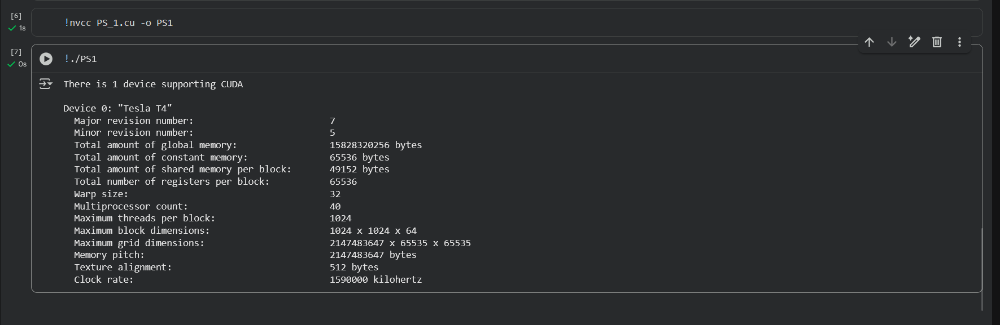 [6]
1s
!nvcc PS_1.cu -o PS1
[7]
0s
!./PS1
There is 1 device supporting CUDA
Device 0: "Tesla T4"
Major revision number: 7
Minor revision number: 5
Total amount of global memory: 15828320256 bytes
Total amount of constant memory: 65536 bytes
Total amount of shared memory per block: 49152 bytes
Total number of registers per block: 65536
Warp size: 32
Multiprocessor count: 40
Maximum threads per block: 1024
Maximum block dimensions: 1024 x 1024 x 64
Maximum grid dimensions: 2147483647 x 65535 x 65535
Memory pitch: 2147483647 bytes
Texture alignment: 512 bytes
Clock rate: 1590000 kilohertz